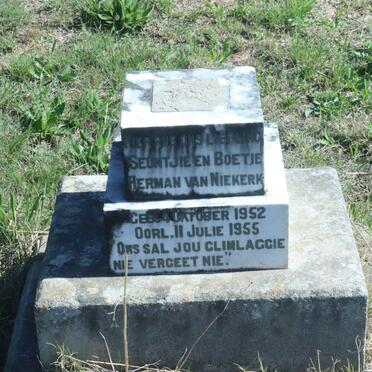 SEUNTJIE EN BOETIE
HERMAN VAN NIEKERK
GEB. 4 OKTOBER 1952
OORL. 11 JULIE 1955
ONS SAL JOU GLIMLAGGIE
NIE VERGEET NIE."